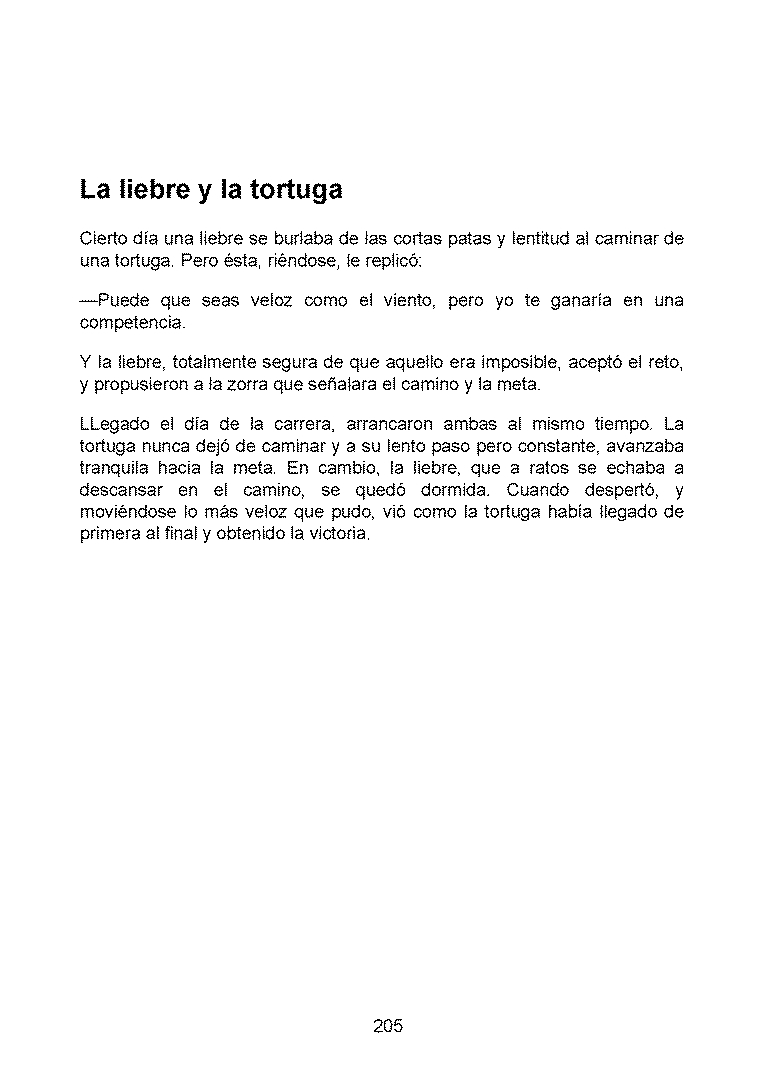 La liebre y la tortuga
Cierto día una liebre se burlaba de las cortas patas y lentitud al caminar de
una tortuga. Pero ésta, riéndose, le replicó:
—Puede que seas veloz como el viento, pero yo te ganaría en una
competencia.
Y la liebre, totalmente segura de que aquello era imposible, aceptó el reto,
y propusieron a la zorra que señalara el camino y la meta.
LLegado el día de la carrera, arrancaron ambas al mismo tiempo. La
tortuga nunca dejó de caminar y a su lento paso pero constante, avanzaba
tranquila hacia la meta. En cambio, la liebre, que a ratos se echaba a
descansar en el camino, se quedó dormida. Cuando despertó, y
moviéndose lo más veloz que pudo, vió como la tortuga había llegado de
primera al final y obtenido la victoria.
205